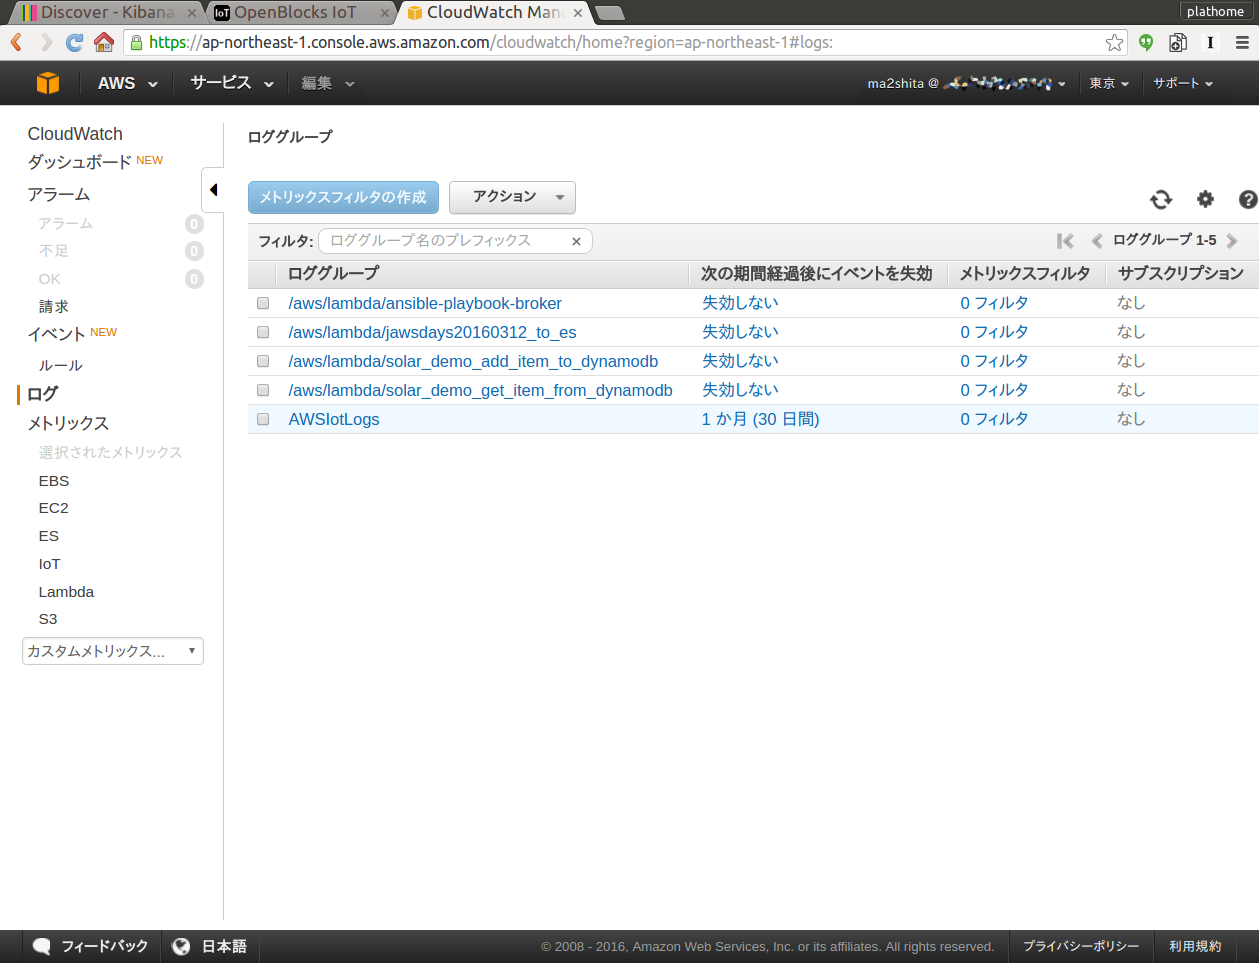 Discover - Kibana
OpenBlocks IoT
CloudWatch Man
plathome
https://ap-northeast-1.console.aws.amazon.com/cloudwatch/home?region=ap-northeast-1#logs:
AWS
サービス
編集
ma2shita @
東京
サポート
CloudWatch
ダッシュボード NEW
アラーム
アラーム 0
不足 0
OK 0
請求
イベント NEW
ルール
ログ
メトリックス
選択されたメトリックス
EBS
EC2
ES
IoT
Lambda
S3
カスタムメトリックス...
ロググループ
メトリックスフィルタの作成
アクション
フィルタ: ロググループ名のプレフィックス ×
ロググループ 1-5
ロググループ 次の期間経過後にイベントを失効 メトリックスフィルタ サブスクリプション
/aws/lambda/ansible-playbook-broker 失効しない 0 フィルタ なし
/aws/lambda/jawsdays20160312_to_es 失効しない 0 フィルタ なし
/aws/lambda/solar_demo_add_item_to_dynamodb 失効しない 0 フィルタ なし
/aws/lambda/solar_demo_get_item_from_dynamodb 失効しない 0 フィルタ なし
AWSIotLogs 1 か月 (30 日間) 0 フィルタ なし
フィードバック
日本語
© 2008 - 2016, Amazon Web Services, Inc. or its affiliates. All rights reserved.
プライバシーポリシー
利用規約